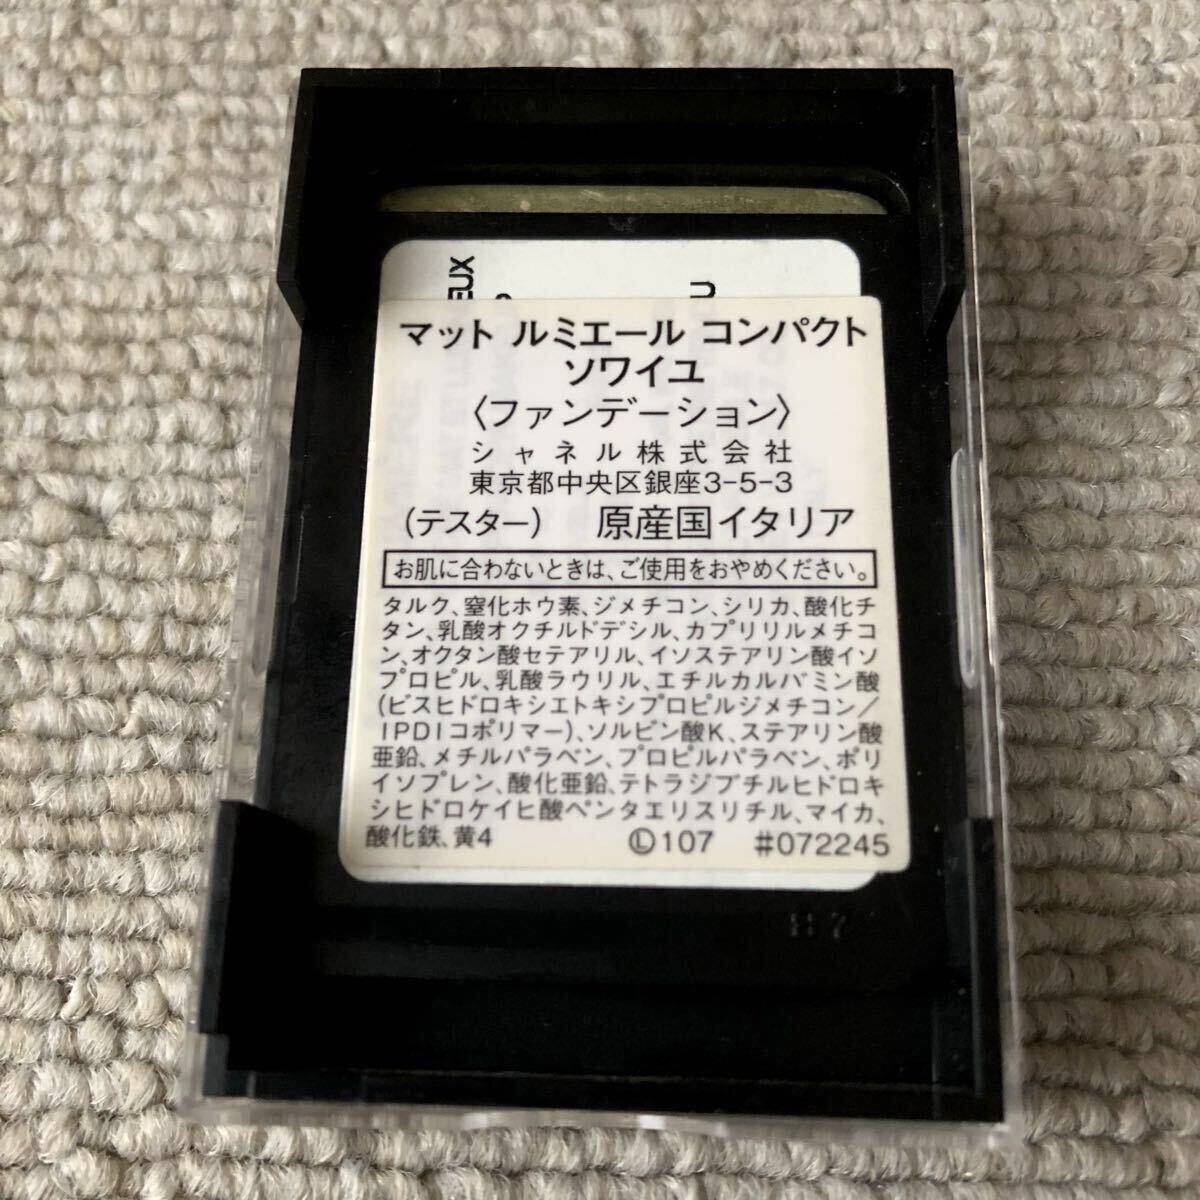 EUX
U
マット ルミエール コンパクト
ソワイユ
〈ファンデーション〉
シャネル株式会社
東京都中央区銀座3-5-3
(テスター) 原産国イタリア
お肌に合わないときは、ご使用をおやめください。
タルク、窒化ホウ素、ジメチコン、シリカ、酸化チ
タン、乳酸オクチルドデシル、カプリリルメチコ
ン、オクタン酸セテアリル、イソステアリン酸イソ
プロピル、乳酸ラウリル、エチルカルバミン酸
(ビスヒドロキシエトキシプロピルジメチコン/
IPDIコポリマー)、ソルビン酸K、ステアリン酸
亜鉛、メチルパラベン、プロピルパラベン、ポリ
イソプレン、酸化亜鉛、テトラジブチルヒドロキ
シヒドロケイヒ酸ペンタエリスリチル、マイカ、
酸化鉄、黄4 Ⓛ107 #072245